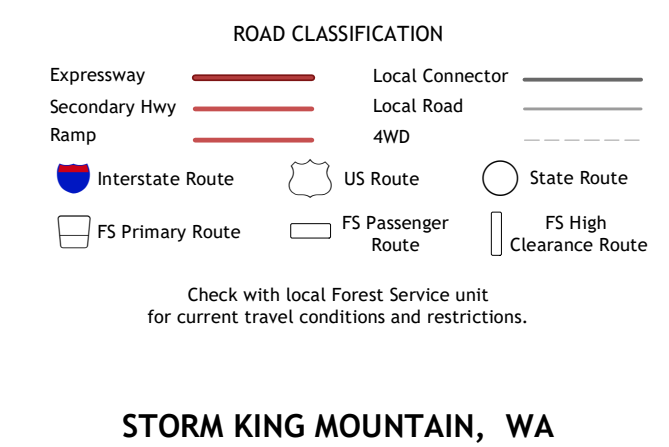 ROAD CLASSIFICATION
Expressway
Local Connector
Secondary Hwy
Local Road
Ramp
4WD
Interstate Route
US Route
State Route
FS Primary Route
FS Passenger
Route
FS High
Clearance Route
Check with local Forest Service unit
for current travel conditions and restrictions.
STORM KING MOUNTAIN, WA